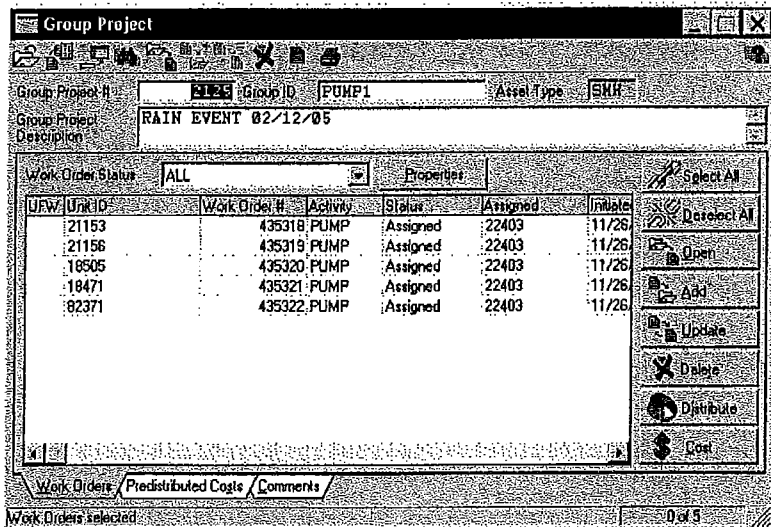 Group Project
Group Project # 2125 Group ID PUMP1 Asset Type SMH
Group Project Description RAIN EVENT 02/12/05
Work Order Status ALL Properties
UFW Unit ID Work Order # Activity Status Assigned Initiated
21153 435318 PUMP Assigned 22403 11/26/
21156 435319 PUMP Assigned 22403 11/26/
18505 435320 PUMP Assigned 22403 11/26/
18471 435321 PUMP Assigned 22403 11/26/
82371 435322 PUMP Assigned 22403 11/26/
Select All
Deselect All
Open
Add
Update
Delete
Distribute
Cost
Work Orders Predistributed Costs Comments
Work Orders selected 0 of 5